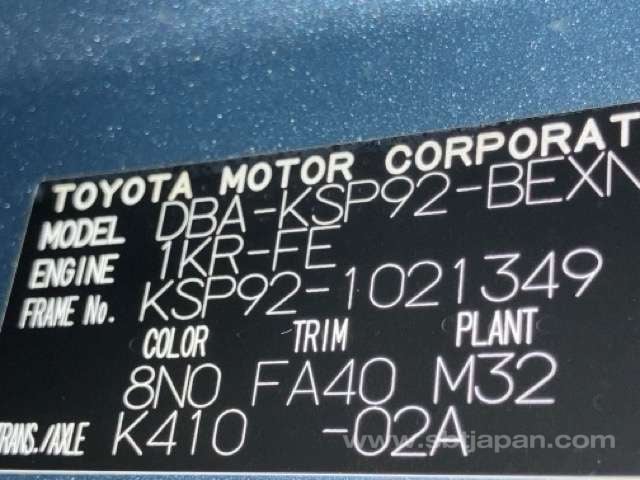 TOYOTA MOTOR CORPORAT
MODEL DBA-KSP92-BEXN
ENGINE 1KR-FE
FRAME No. KSP92-1021349
COLOR TRIM PLANT
8N0 FA40 M32
TRANS./AXLE K410 -02A
www.sbtjapan.com